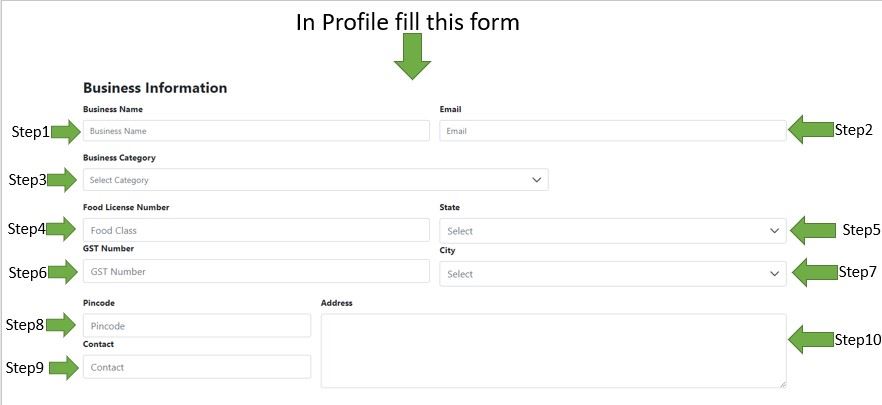 In Profile fill this form
Business Information
Business Name
Email
Step1
Business Name
Email
Step2
Business Category
Step3
Select Category
Food License Number
State
Step4
Food Class
Select
Step5
GST Number
City
Step6
GST Number
Select
Step7
Pincode
Address
Step8
Pincode
Step10
Contact
Step9
Contact